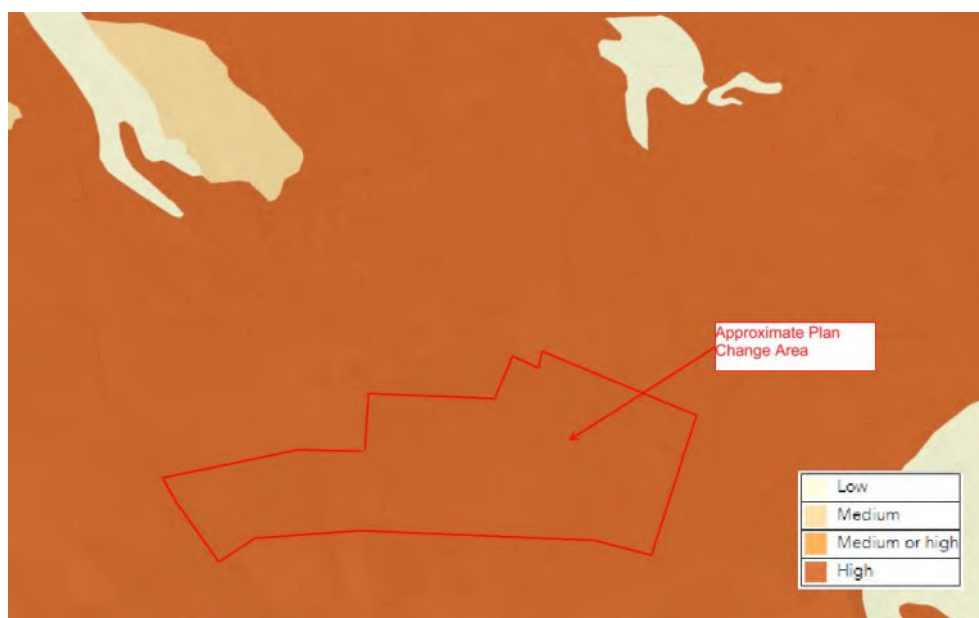 Approximate Plan
Change Area
Low
Medium
Medium or high
High